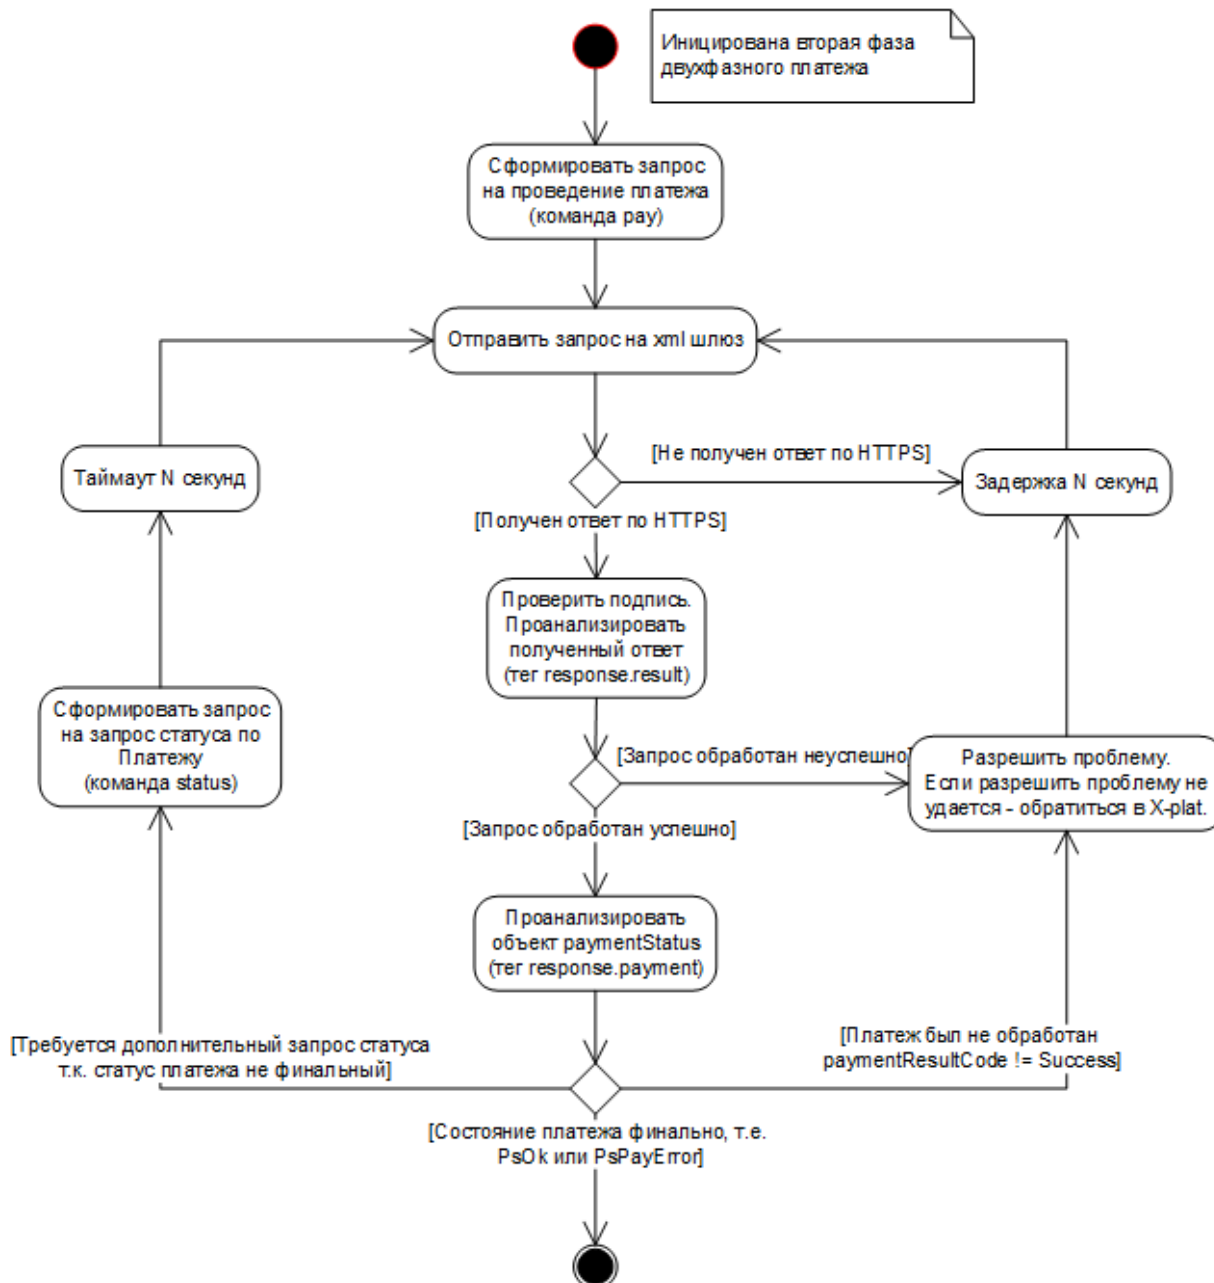 Иницирована вторая фаза
двухфазного платежа
Сформировать запрос
на проведение платежа
(команда pay)
Отправить запрос на xml шлюз
[Не получен ответ по HTTPS]
Таймаут N секунд
Задержка N секунд
[Получен ответ по HTTPS]
Проверить подпись.
Проанализировать
полученный ответ
(тег response.result)
Сформировать запрос
на запрос статуса по
Платежу
(команда status)
[Запрос обработан неуспешно]
Разрешить проблему.
Если разрешить проблему не
удается - обратиться в X-plat.
[Запрос обработан успешно]
Проанализировать
объект paymentStatus
(тег response.payment)
[Требуется дополнительный запрос статуса
т.к. статус платежа не финальный]
[Платеж был не обработан
paymentResultCode != Success]
[Состояние платежа финально, т.е.
PsOk или PsPayError]